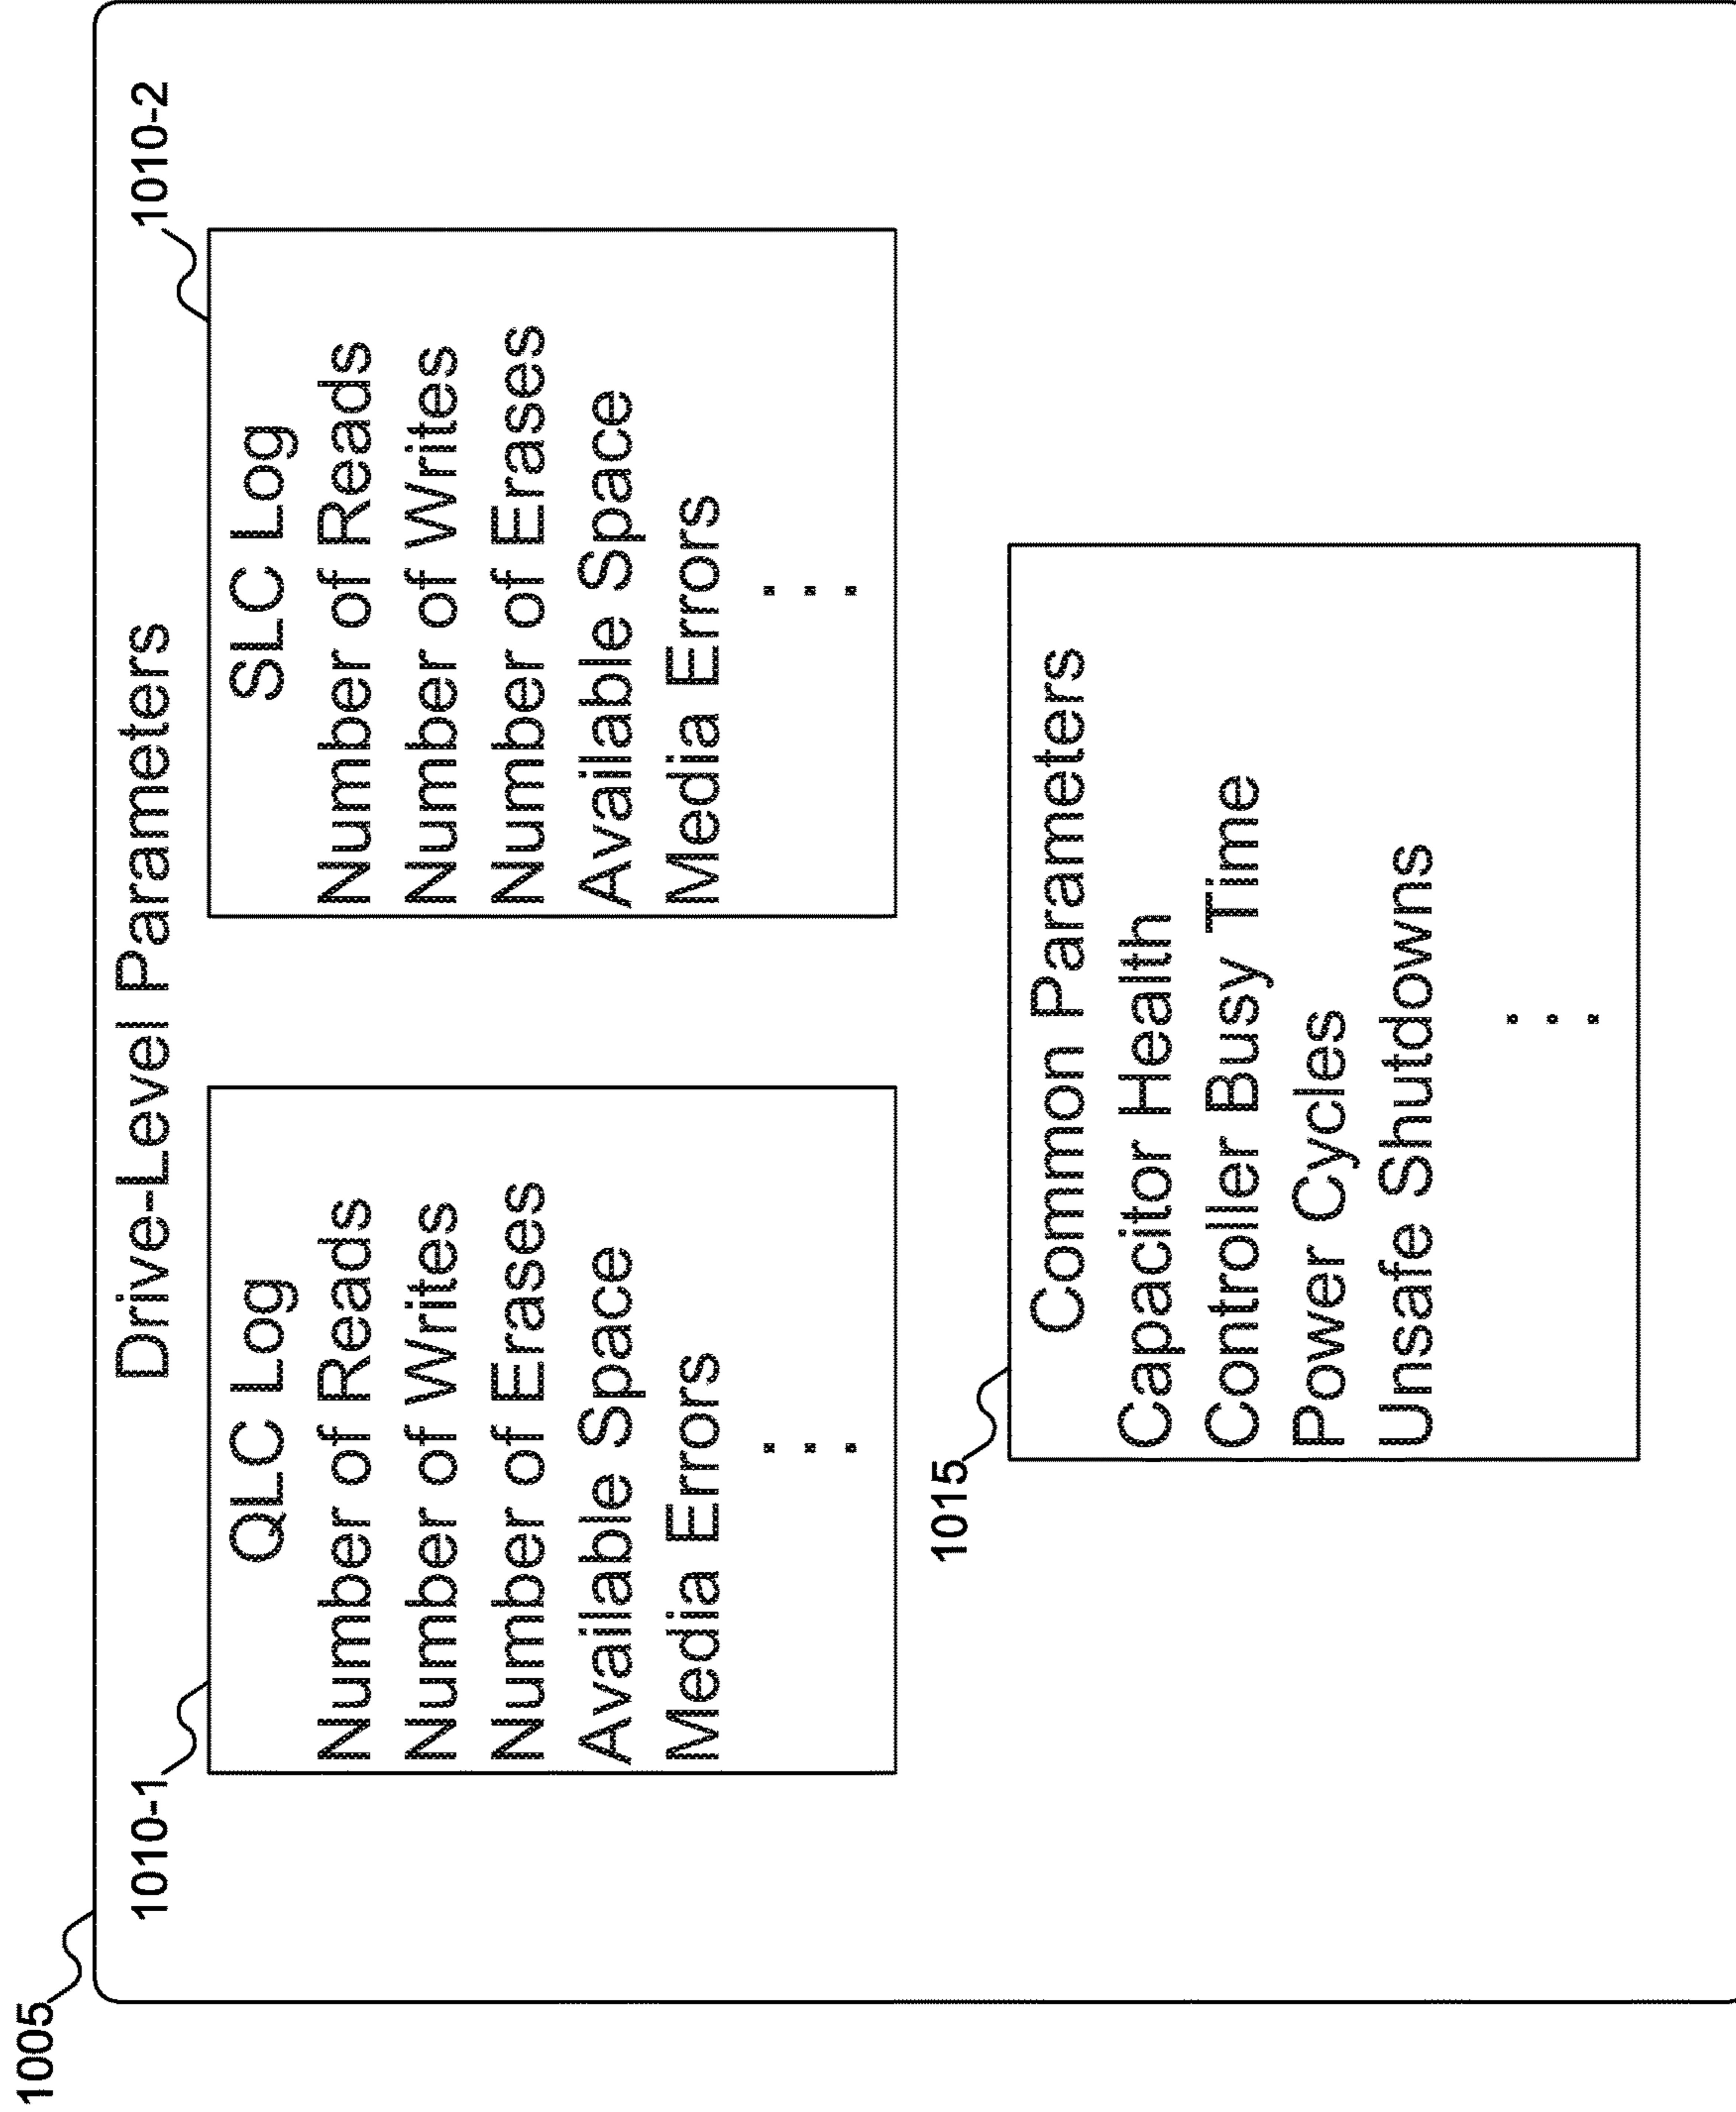 1005
Drive-Level Parameters
1010-1
QLC Log
Number of Reads
Number of Writes
Number of Erases
Available Space
Media Errors
.
.
.
1010-2
SLC Log
Number of Reads
Number of Writes
Number of Erases
Available Space
Media Errors
.
.
.
1015
Common Parameters
Capacitor Health
Controller Busy Time
Power Cycles
Unsafe Shutdowns
.
.
.